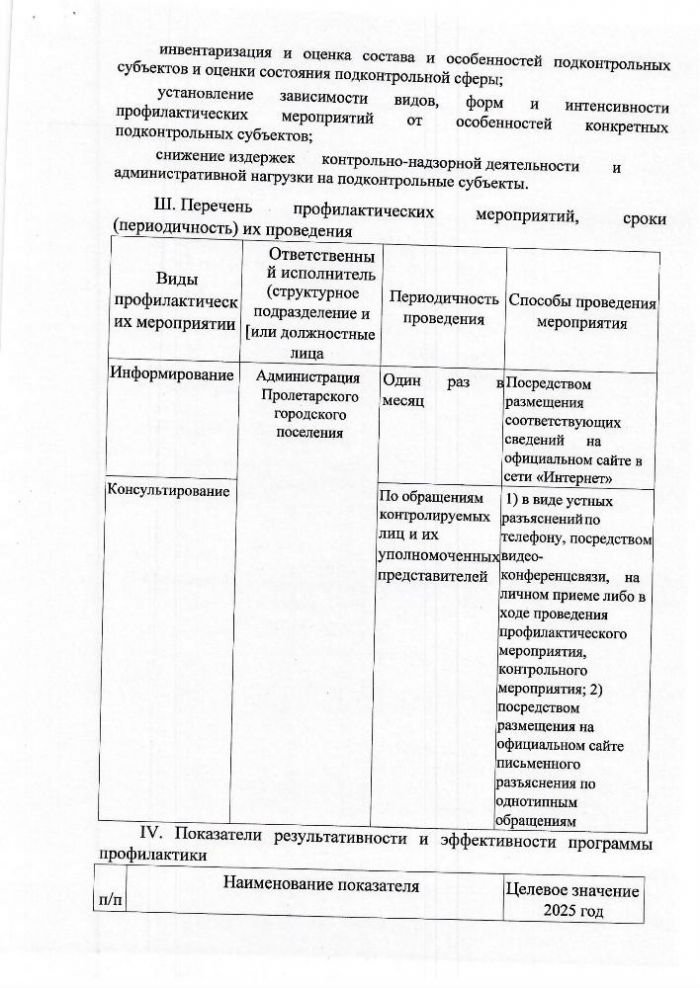 инвентаризация и оценка состава и особенностей подконтрольных
субъектов и оценки состояния подконтрольной сферы;
установление зависимости видов, форм и интенсивности
профилактических мероприятий от особенностей конкретных
подконтрольных субъектов;
снижение издержек контрольно-надзорной деятельности и
административной нагрузки на подконтрольные субъекты.
III. Перечень профилактических мероприятий, сроки
(периодичность) их проведения
Виды
профилактическ
их мероприятии
Ответственны
й исполнитель
(структурное
подразделение и
[или должностные
лица
Периодичность
проведения
Способы проведения
мероприятия
Информирование
Администрация
Пролетарского
городского
поселения
Один раз в
месяц
Посредством
размещения
соответствующих
сведений на
официальном сайте в
сети «Интернет»
Консультирование
По обращениям
контролируемых
лиц и их
уполномоченных
представителей
1) в виде устных
разъяснений по
телефону, посредством
видео-
конференцсвязи, на
личном приеме либо в
ходе проведения
профилактического
мероприятия,
контрольного
мероприятия; 2)
посредством
размещения на
официальном сайте
письменного
разъяснения по
однотипным
обращениям
IV. Показатели результативности и эффективности программы
профилактики
п/п
Наименование показателя
Целевое значение
2025 год